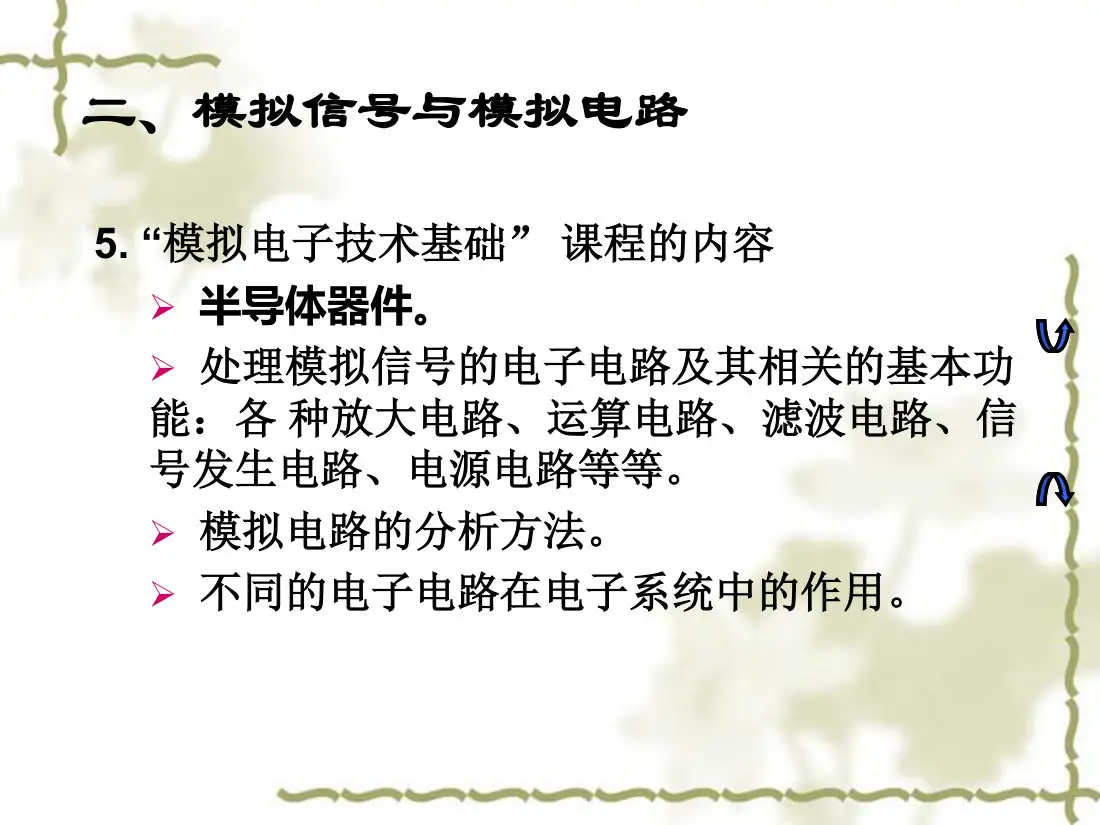 二、模拟信号与模拟电路
5. “模拟电子技术基础” 课程的内容
➢ 半导体器件。
➢ 处理模拟信号的电子电路及其相关的基本功
能：各 种放大电路、运算电路、滤波电路、信
号发生电路、电源电路等等。
➢ 模拟电路的分析方法。
➢ 不同的电子电路在电子系统中的作用。